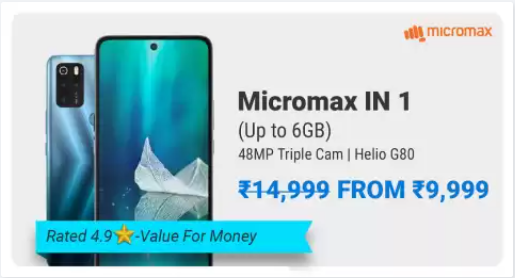 micromax
Micromax IN 1
(Up to 6GB)
48MP Triple Cam | Helio G80
₹14,999 FROM ₹9,999
Rated 4.9⭐-Value For Money